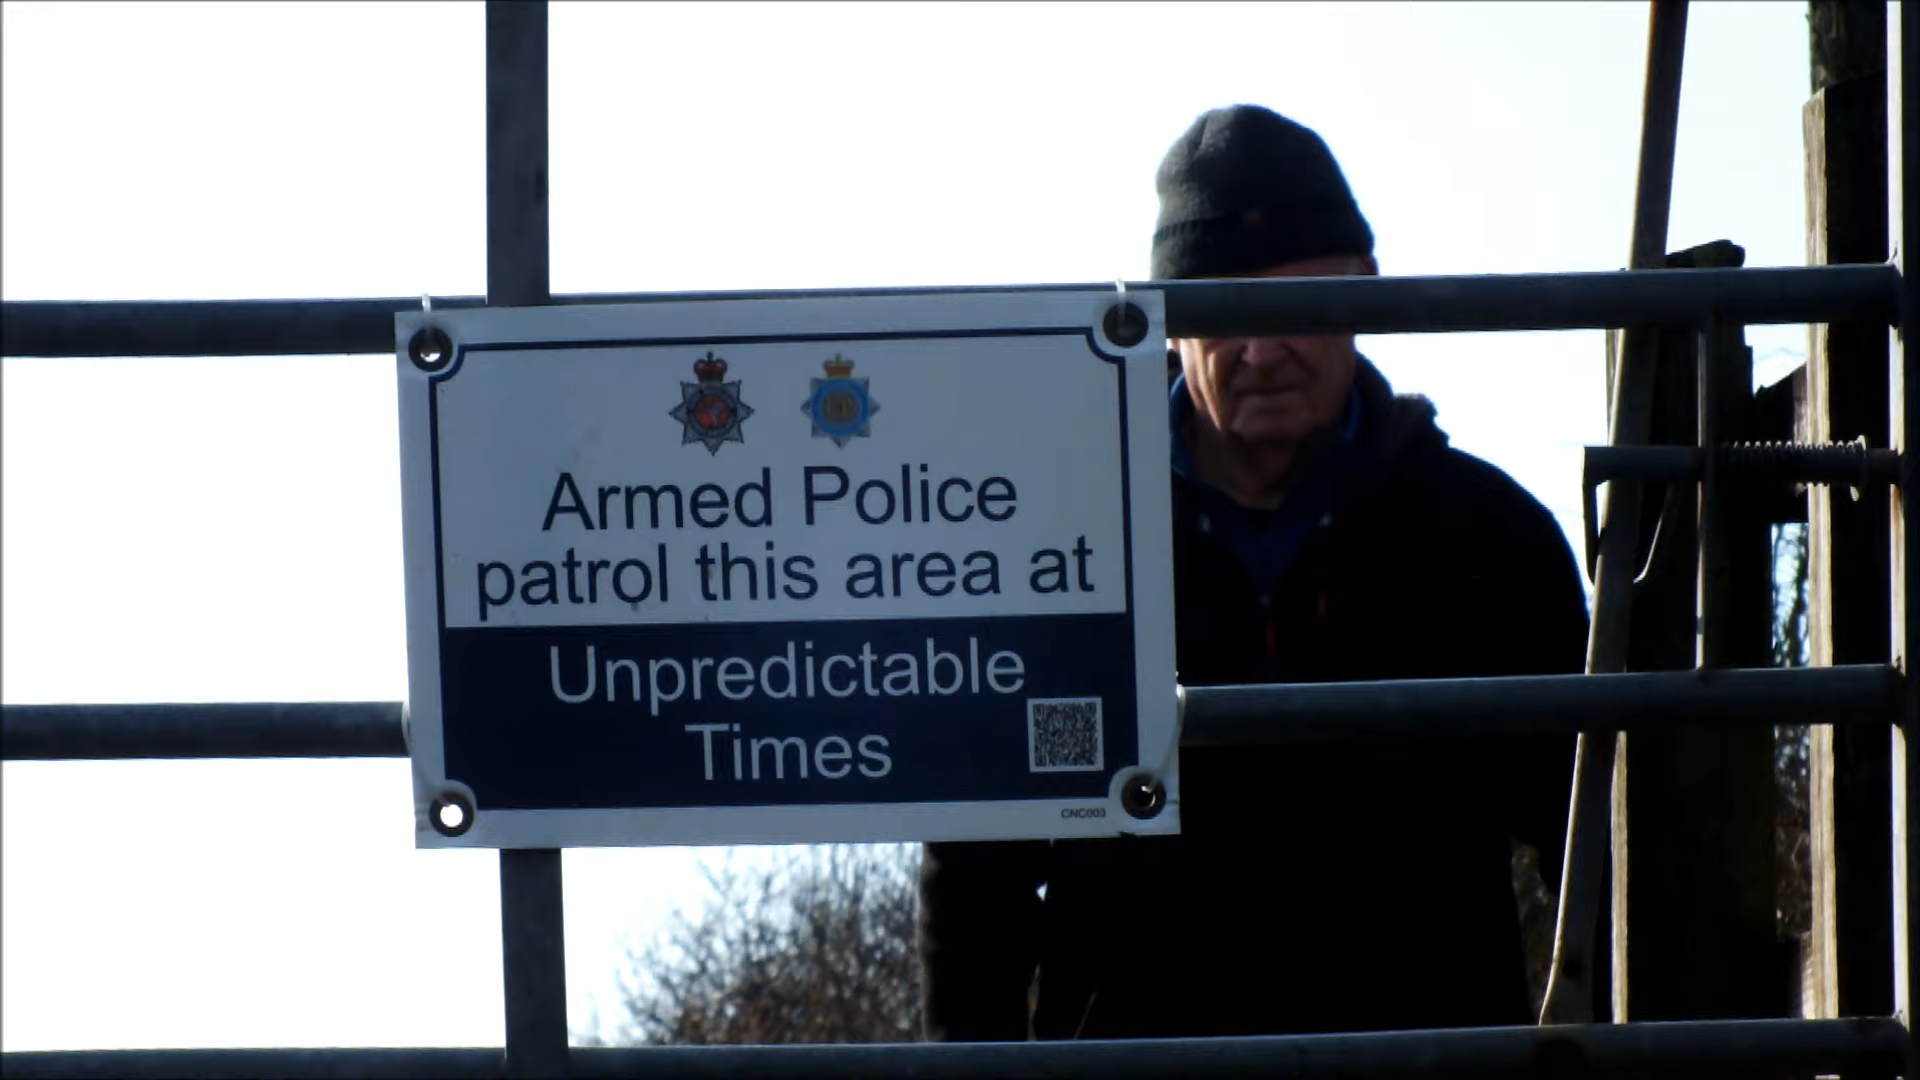 Armed Police
patrol this area at
Unpredictable
Times
CNC003